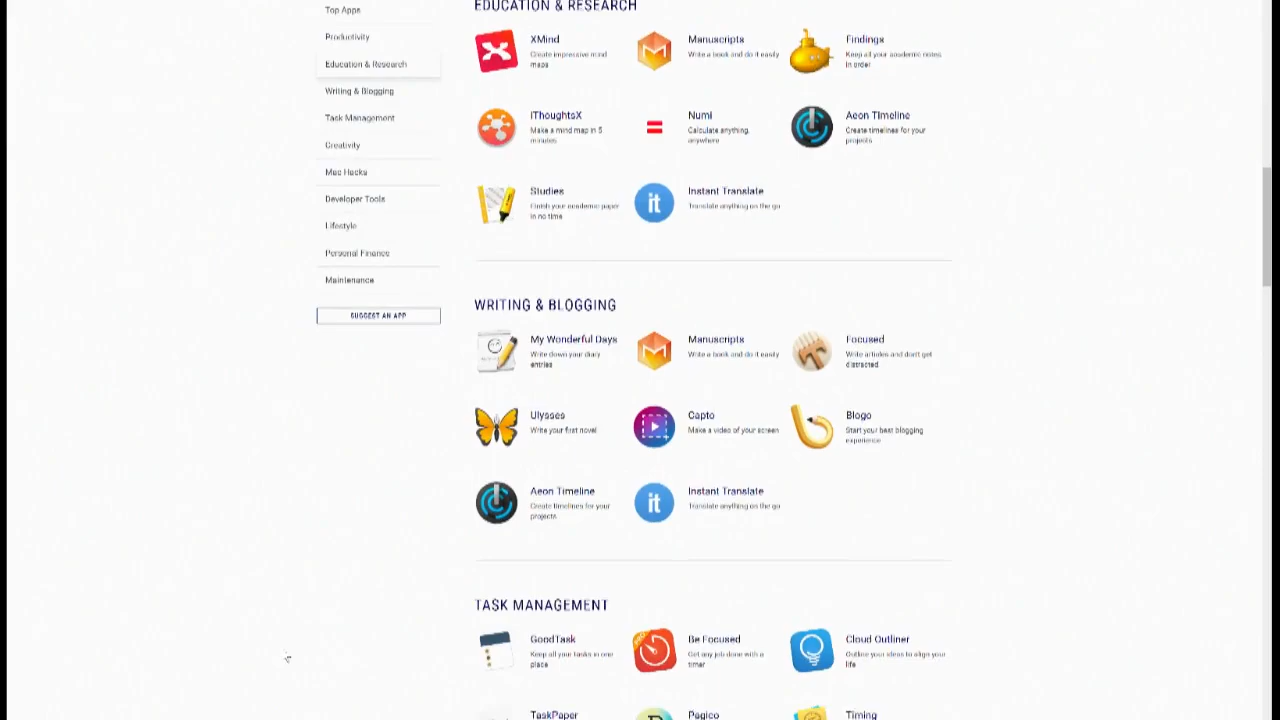 Top Apps
Productivity
Education & Research
Writing & Blogging
Task Management
Creativity
Mac Hacks
Developer Tools
Lifestyle
Personal Finance
Maintenance
SUGGEST AN APP
EDUCATION & RESEARCH
XMind
Create impressive mind
maps
Manuscripts
Write a book and do it easily
Findings
Keep all your academic notes
in order
iThoughtsX
Make a mind map in 5
minutes
Numi
Calculate anything,
anywhere
Aeon Timeline
Create timelines for your
projects
Studies
Finish your academic paper
in no time
it
Instant Translate
Translate anything on the go
WRITING & BLOGGING
My Wonderful Days
Write down your diary
entries
Manuscripts
Write a book and do it easily
Focused
Write articles and don't get
distracted
Ulysses
Write your first novel
Capto
Make a video of your screen
Blogo
Start your best blogging
experience
Aeon Timeline
Create timelines for your
projects
it
Instant Translate
Translate anything on the go
TASK MANAGEMENT
GoodTask
Keep all your tasks in one
place
Be Focused
Get any job done with a
timer
Cloud Outliner
Outline your ideas to align your
life
TaskPaper
Pagico
Timing